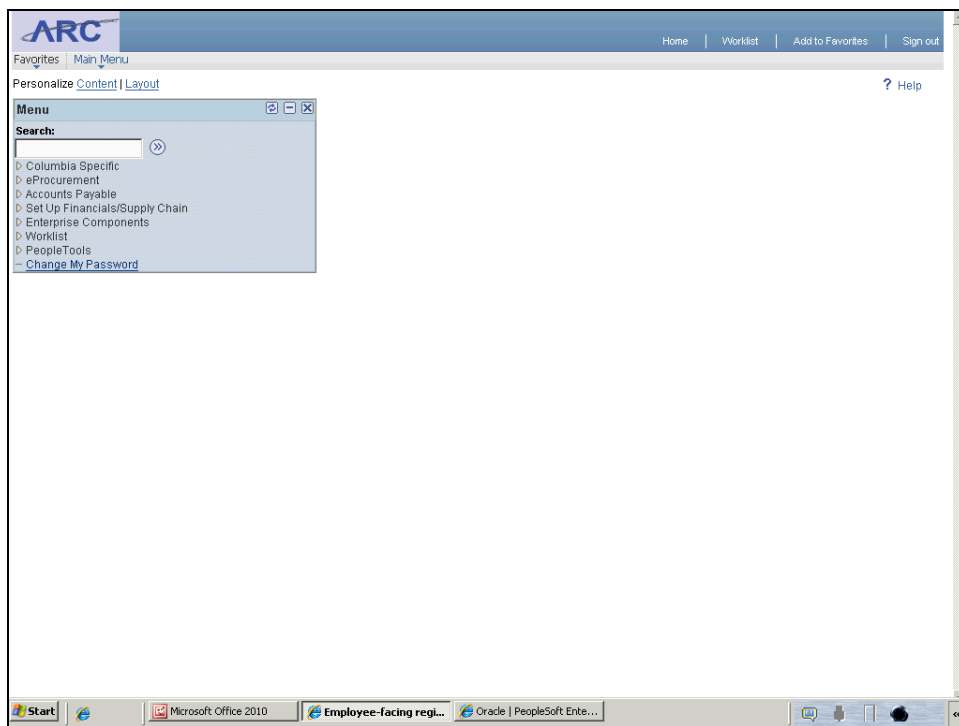 ARC
Home | Worklist | Add to Favorites | Sign out
Favorites Main Menu
Personalize Content | Layout
? Help
Menu
Search:
Columbia Specific
eProcurement
Accounts Payable
Set Up Financials/Supply Chain
Enterprise Components
Worklist
PeopleTools
Change My Password
Start Microsoft Office 2010 Employee-facing regi... Oracle | PeopleSoft Ente...